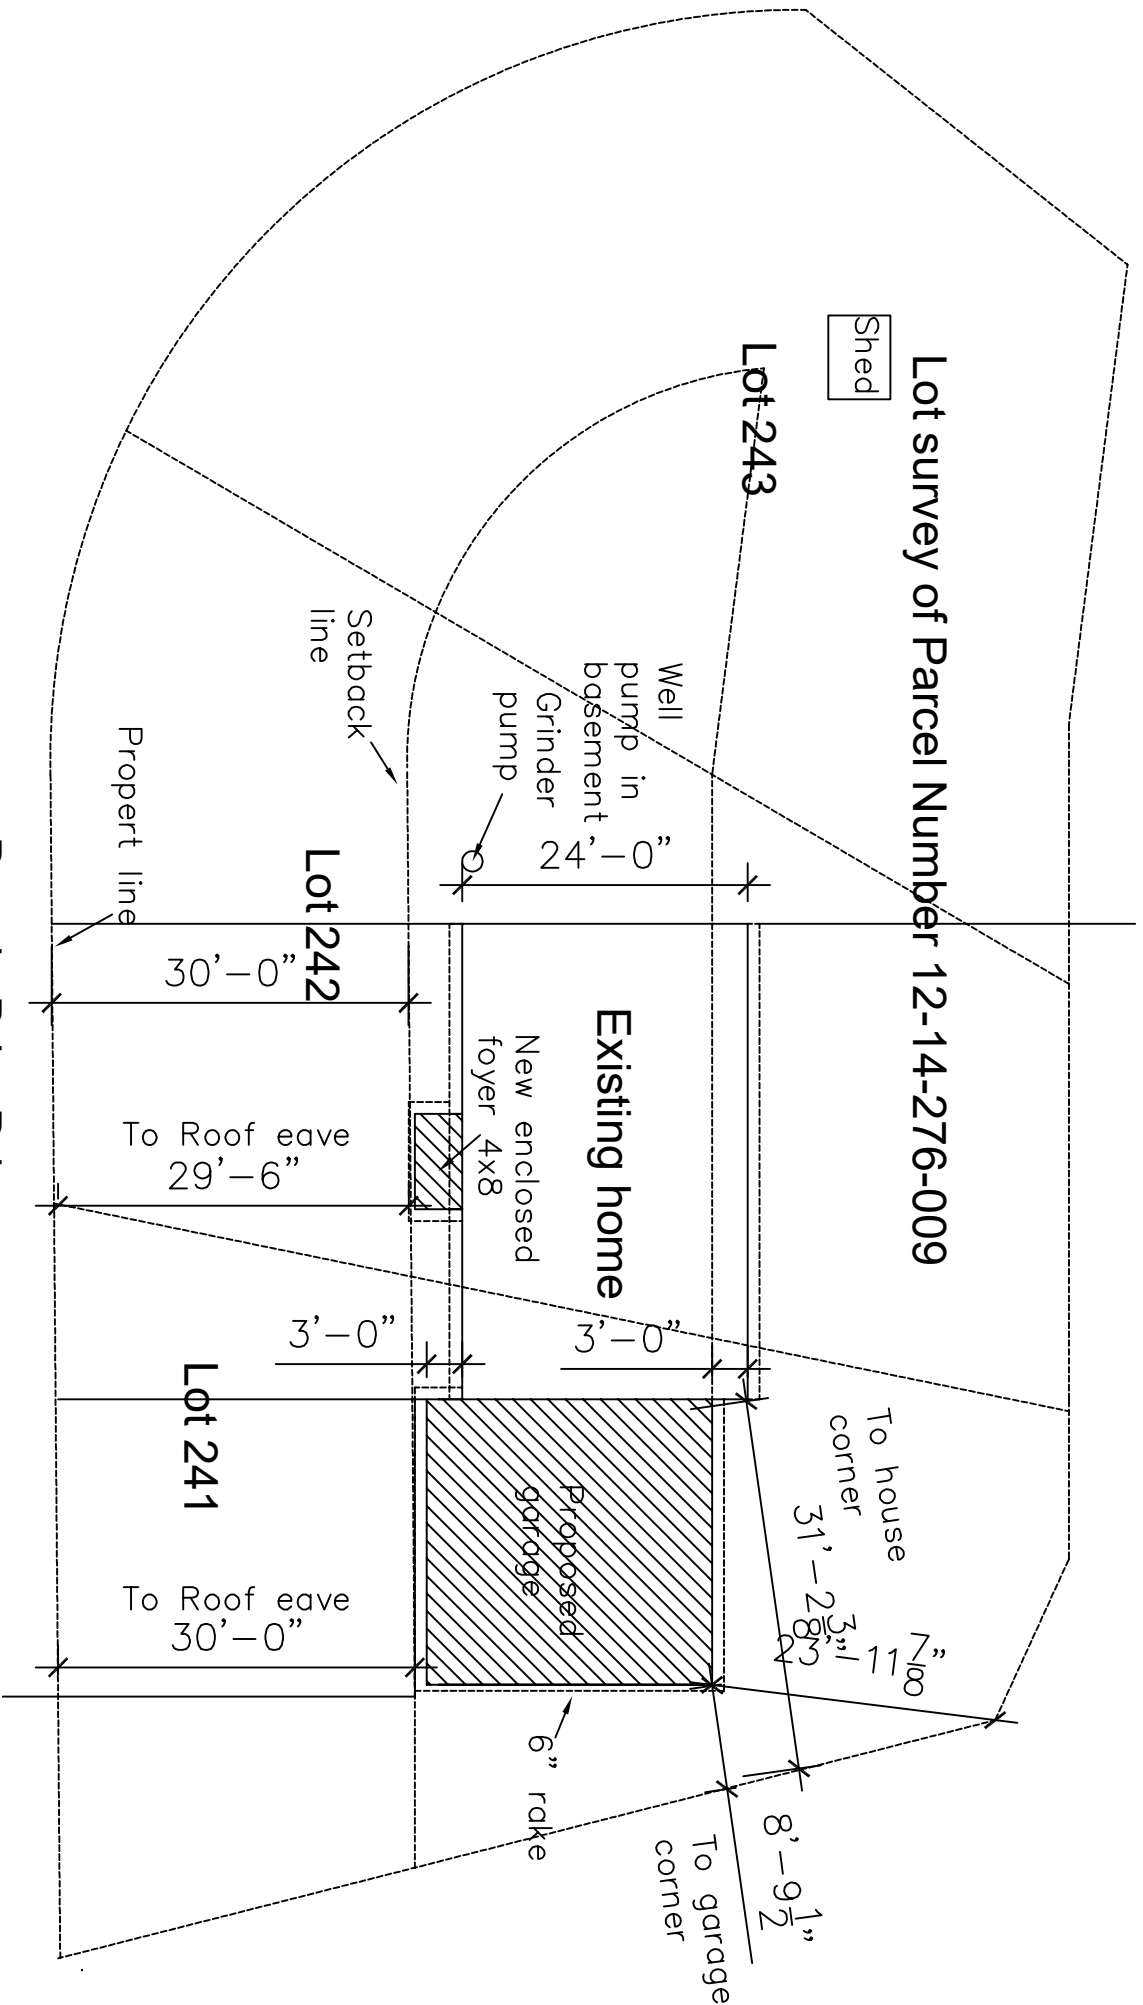 Lot survey of Parcel Number 12-14-276-009
Shed
Lot 243
Well
pump in
basement
Grinder
pump
24'-0"
Setback
line
Propert line
Lot 242
30'-0"
Existing home
New enclosed
foyer 4x8
To Roof eave
29'-6"
3'-0"
3'-0"
Lot 241
To house
corner
31'-2 3/8"
23'-11 7/8"
Proposed
garage
To Roof eave
30'-0"
6" rake
8'-9 1/2"
To garage
corner